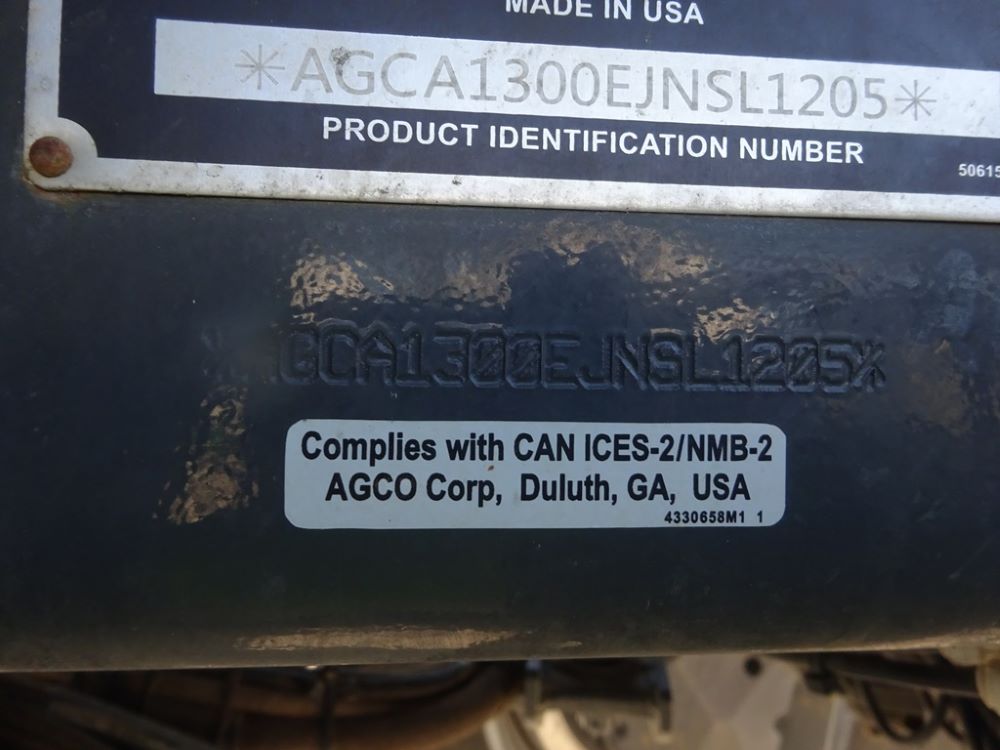 MADE IN USA
*AGCA1300EJNSL1205*
PRODUCT IDENTIFICATION NUMBER
50615
GCA1300EJNSL1205*
Complies with CAN ICES-2/NMB-2
AGCO Corp, Duluth, GA, USA
4330658M1 1